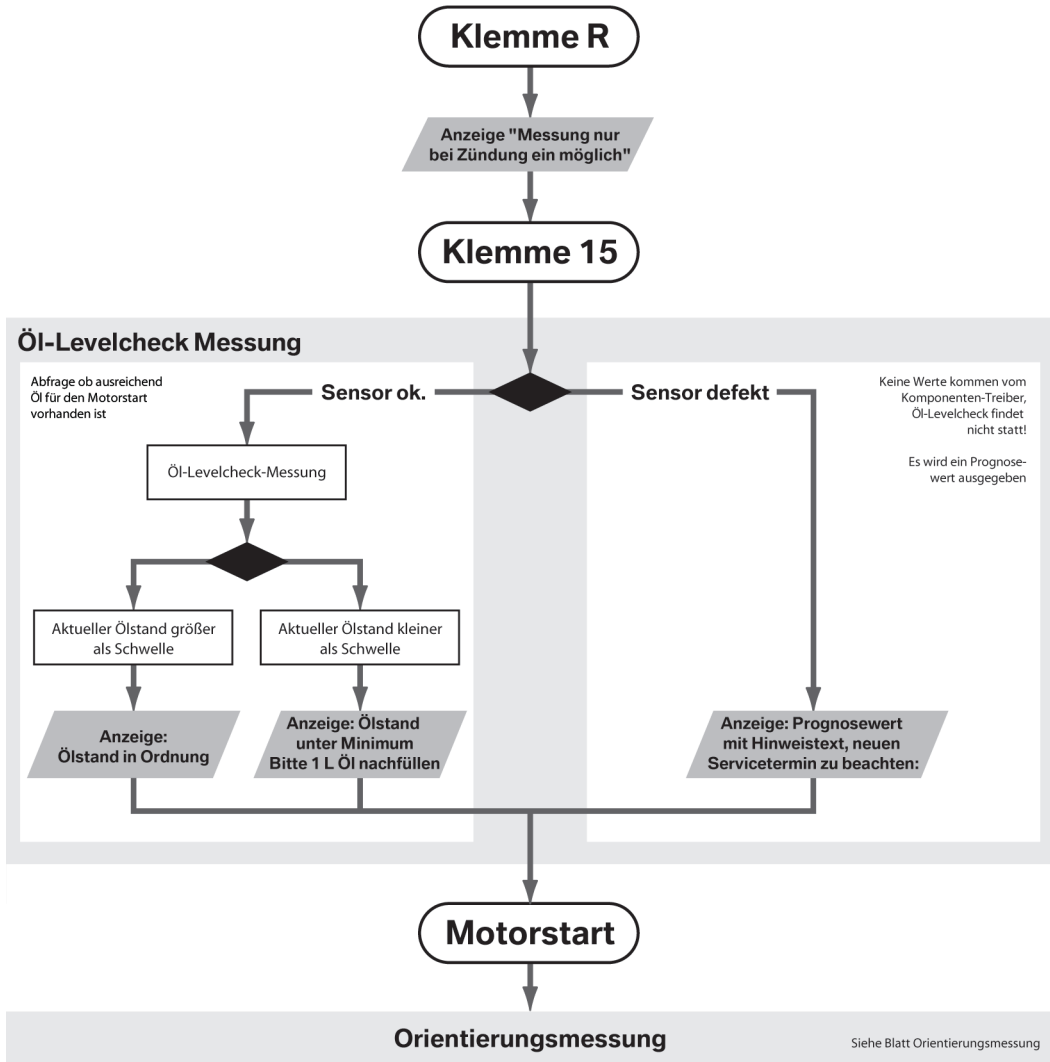 Klemme R
Anzeige "Messung nur
bei Zündung ein möglich"
Klemme 15
Öl-Levelcheck Messung
Abfrage ob ausreichend
Öl für den Motorstart
vorhanden ist
Sensor ok.
Sensor defekt
Keine Werte kommen vom
Komponenten-Treiber,
Öl-Levelcheck findet
nicht statt!
Es wird ein Prognose-
wert ausgegeben
Öl-Levelcheck-Messung
Aktueller Ölstand größer
als Schwelle
Aktueller Ölstand kleiner
als Schwelle
Anzeige:
Ölstand in Ordnung
Anzeige: Ölstand
unter Minimum
Bitte 1 L Öl nachfüllen
Anzeige: Prognosewert
mit Hinweistext, neuen
Servicetermin zu beachten:
Motorstart
Orientierungsmessung
Siehe Blatt Orientierungsmessung